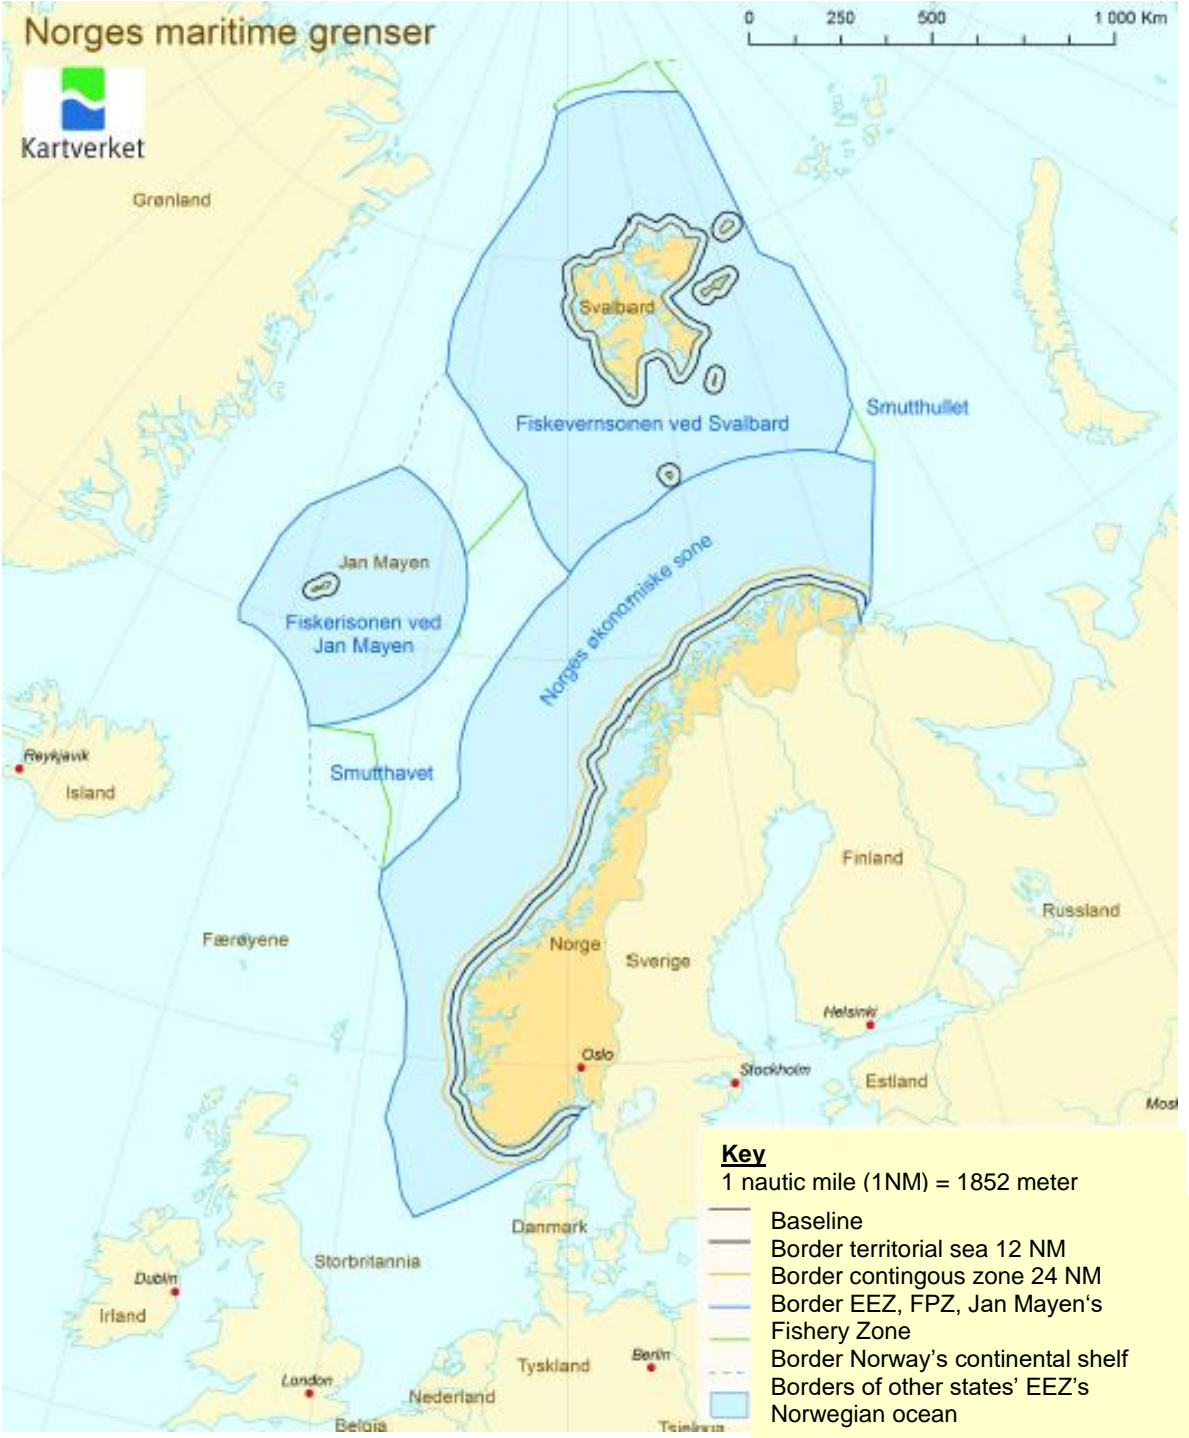 Norges maritime grenser
0 250 500 1 000 Km
Kartverket
Grønland
Svalbard
Smutthullet
Fiskevernsonen ved Svalbard
Jan Mayen
Fiskerisonen ved
Jan Mayen
Norges økonomiske sone
Reykjavik
Island
Smutthavet
Finland
Russland
Færøyene
Norge
Sverige
Helsinki
Oslo
Stockholm
Estland
Mosk
Key
1 nautic mile (1NM) = 1852 meter
Baseline
Border territorial sea 12 NM
Border contingous zone 24 NM
Border EEZ, FPZ, Jan Mayen‘s
Fishery Zone
Border Norway’s continental shelf
Borders of other states’ EEZ’s
Norwegian ocean
Danmark
Storbritannia
Dublin
Irland
Tyskland
Berlin
London
Nederland
Belgia